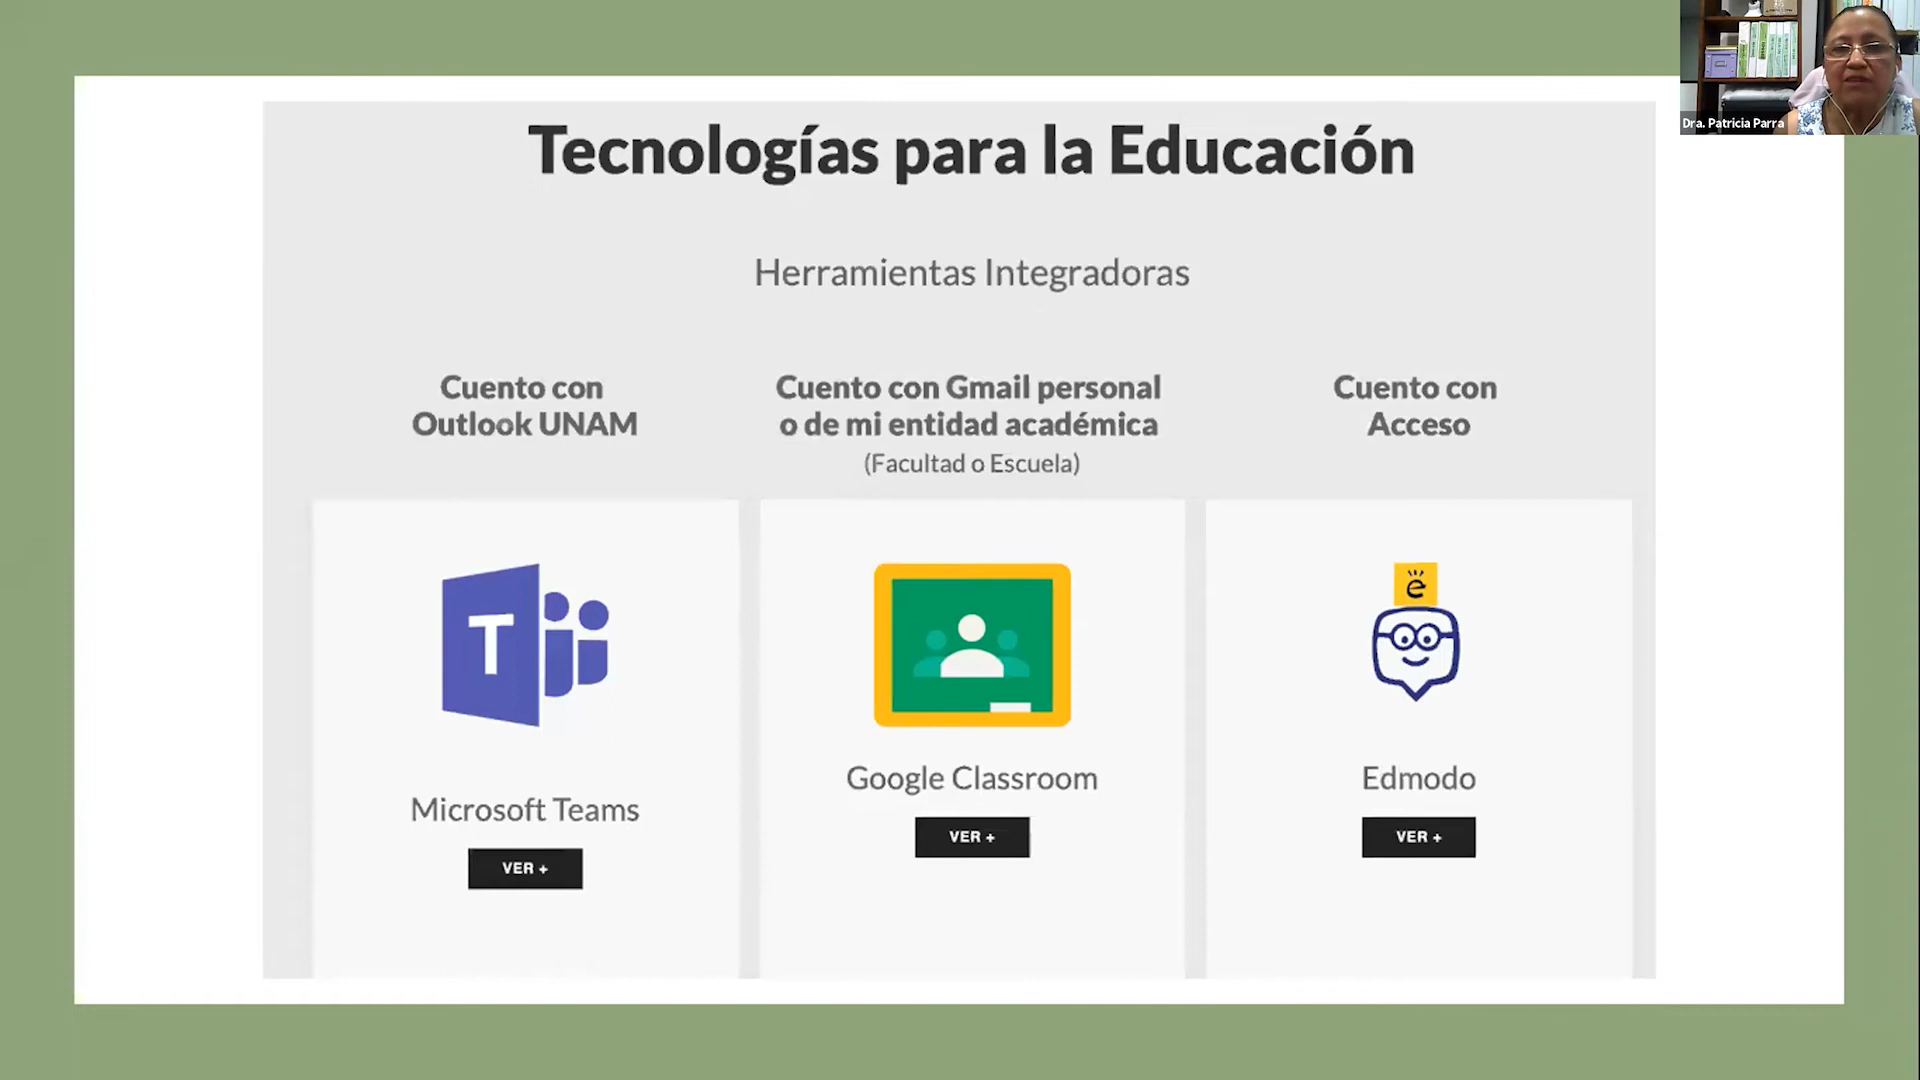 Tecnologías para la Educación
Herramientas Integradoras
Cuento con
Outlook UNAM
Cuento con Gmail personal
o de mi entidad académica
(Facultad o Escuela)
Cuento con
Acceso
T
ë
Microsoft Teams
VER +
Google Classroom
VER +
Edmodo
VER +
Dra. Patricia Parra